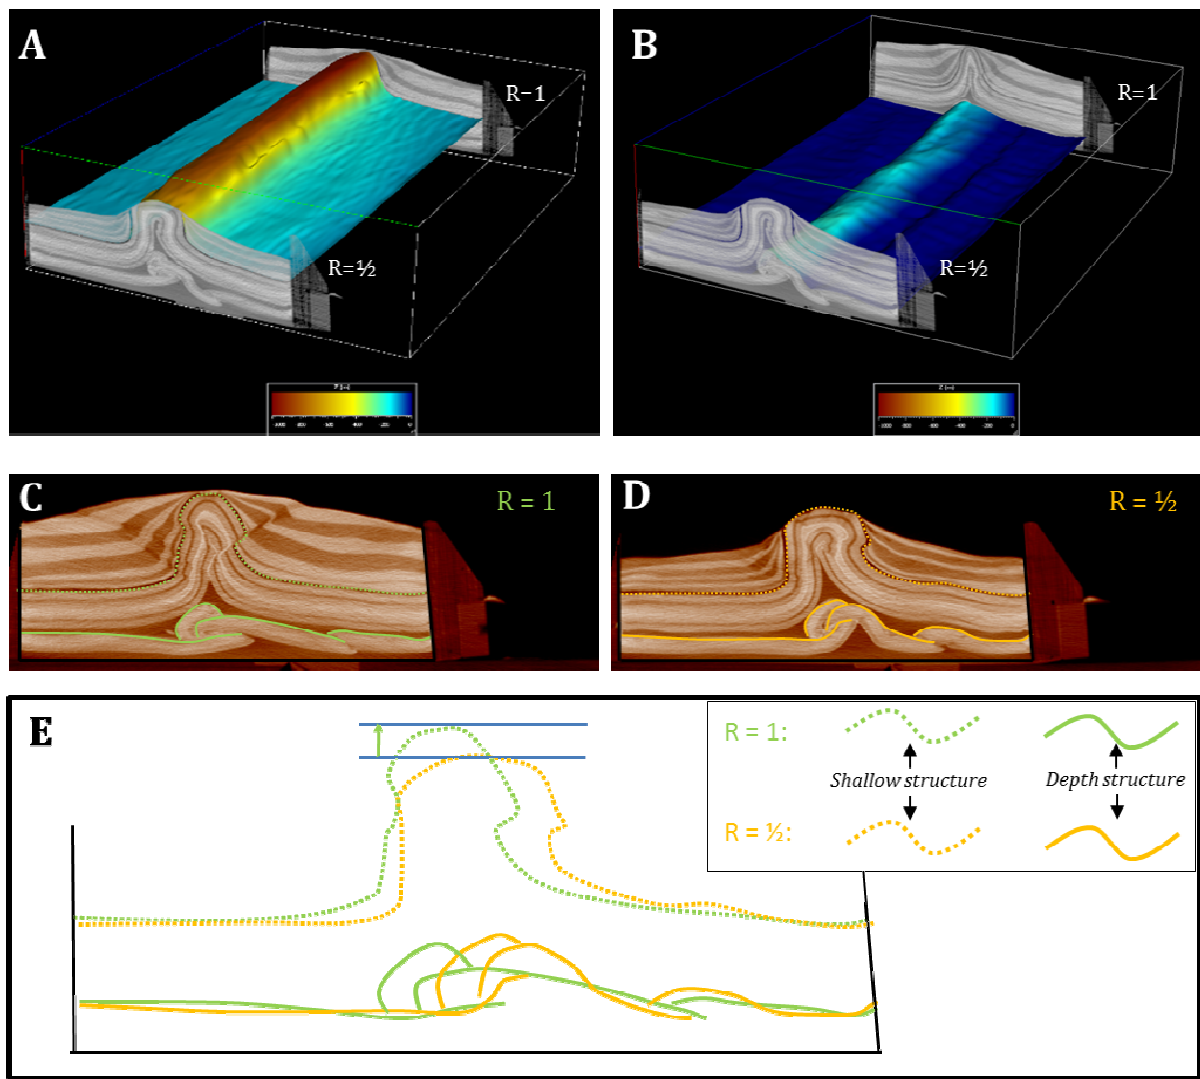 A
R−1
R=½
B
R=1
R=½
C
R = 1
D
R = ½
E
R = 1:
Shallow structure
Depth structure
R = ½: